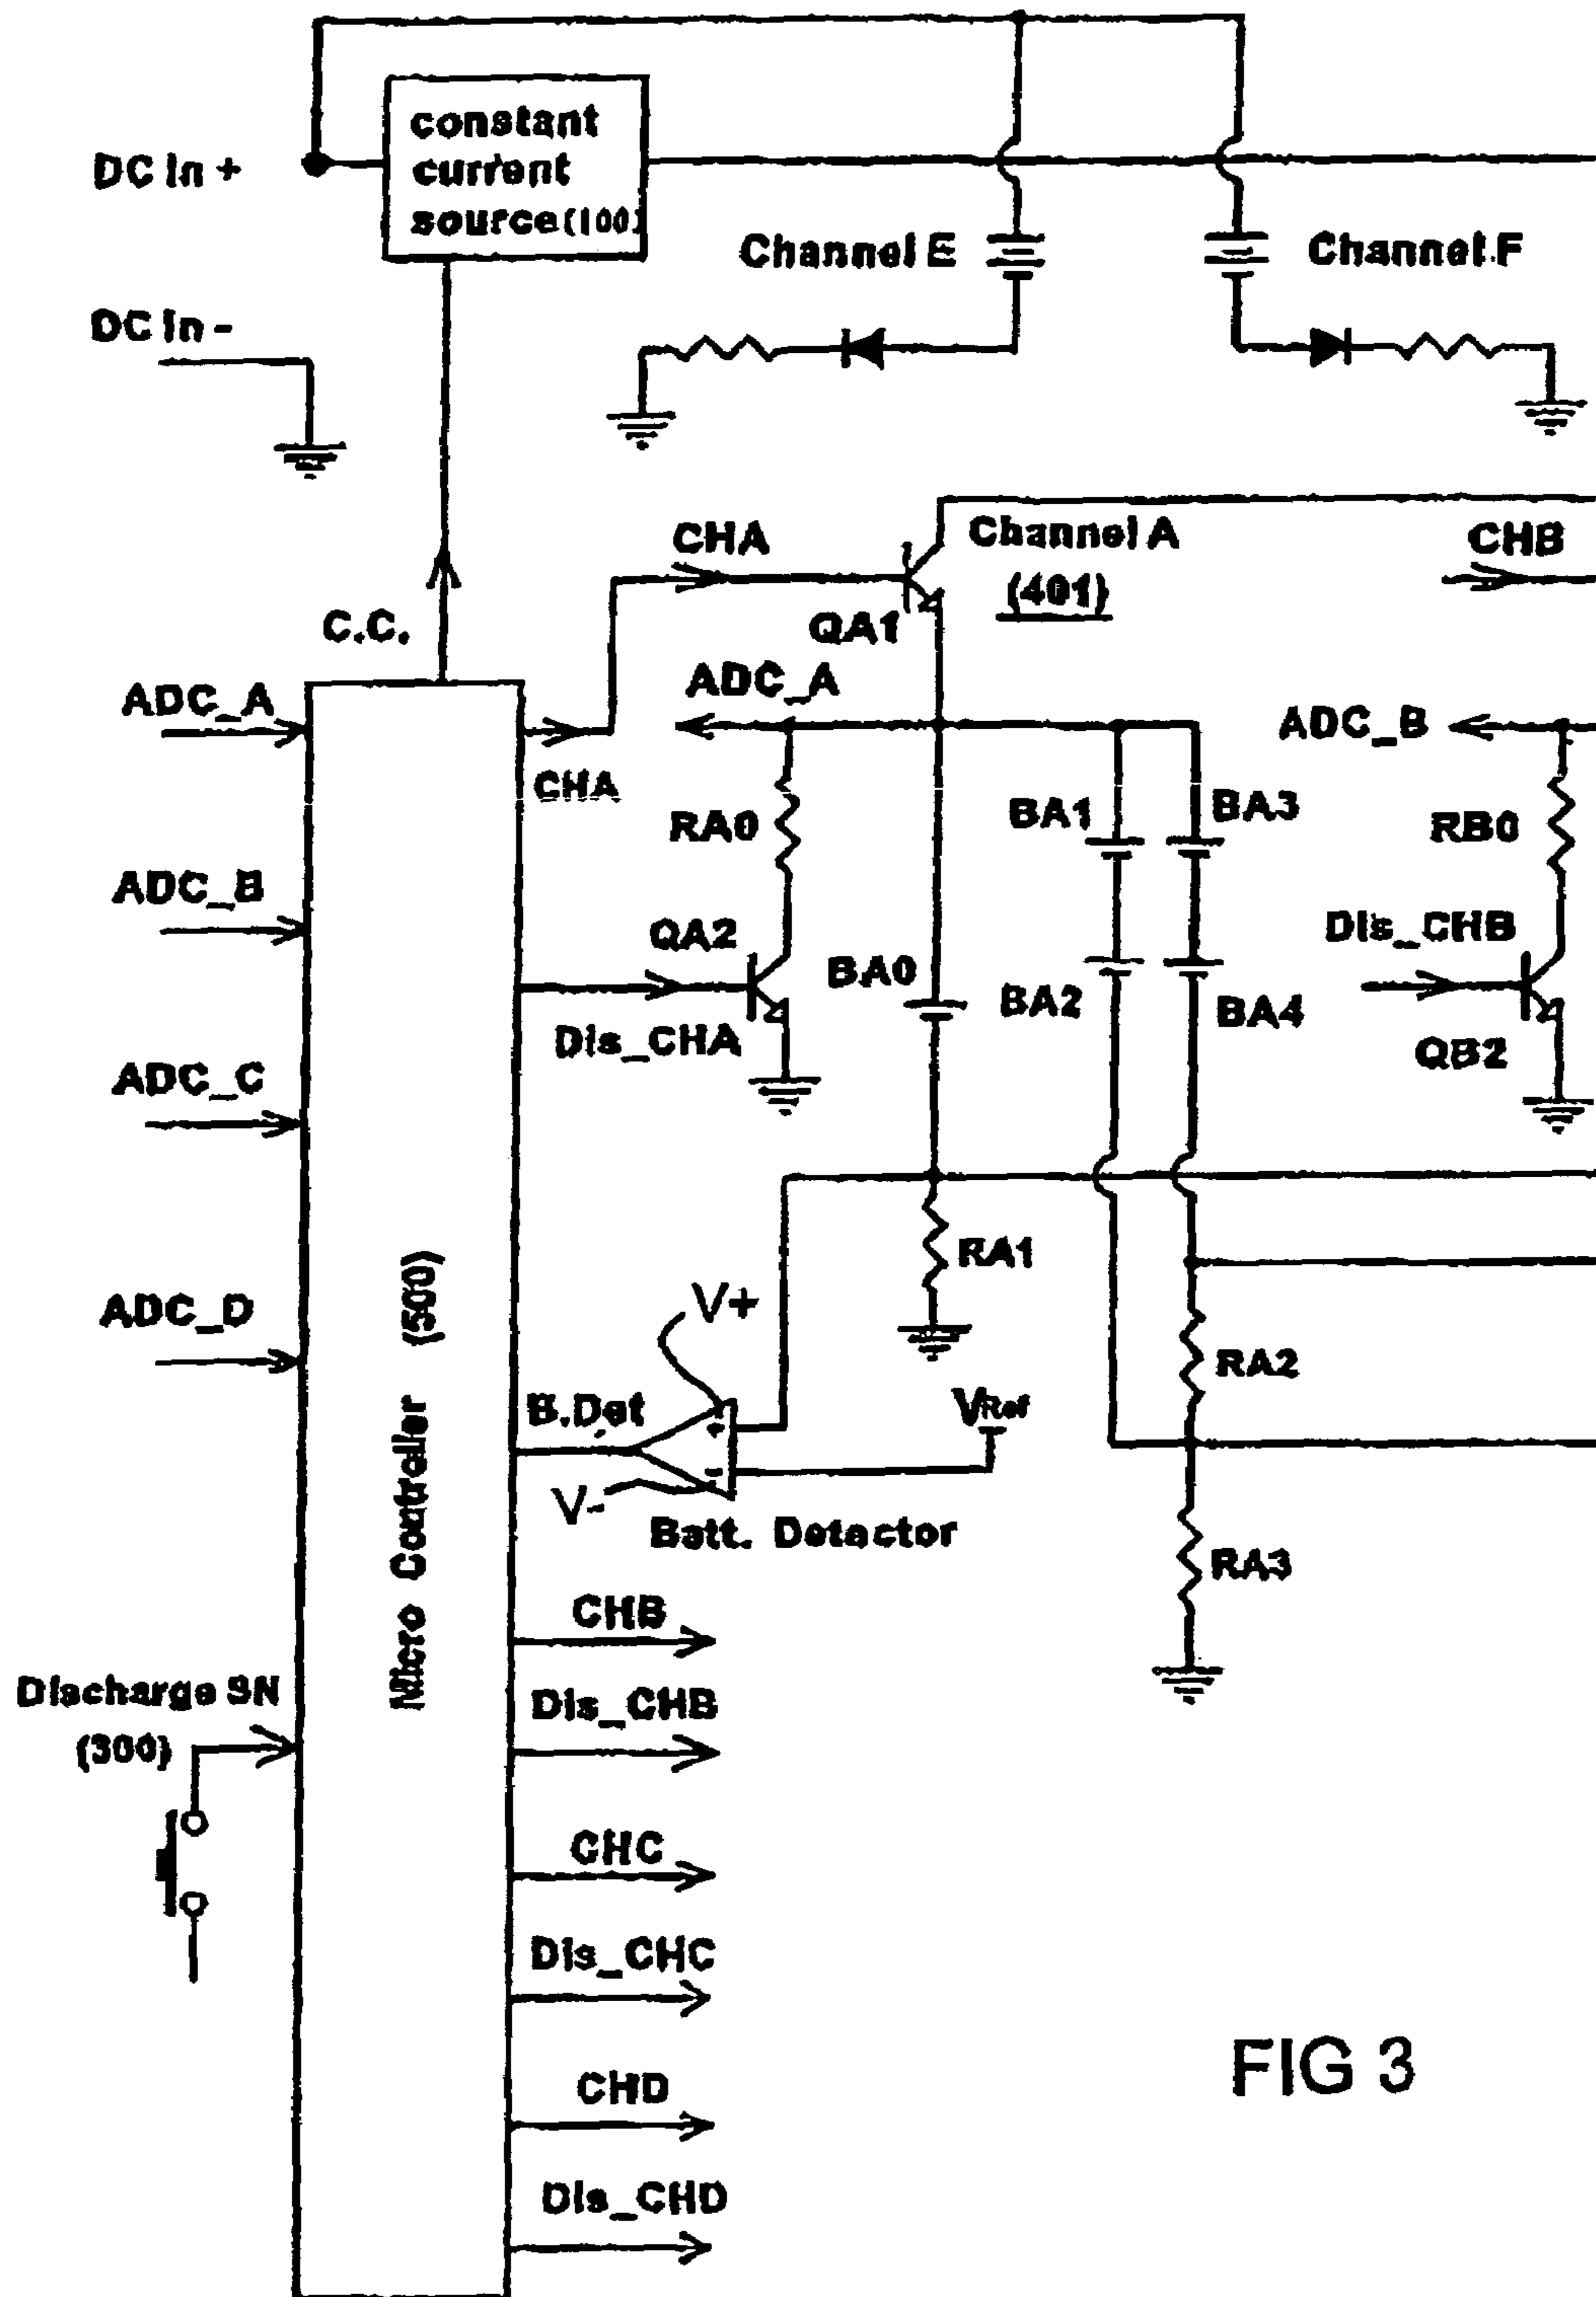 constant
current
source(100)
DC in +
Channel E
Channel F
DC in -
CHA
Channel A
(401)
CHB
QA1
C.C.
ADC_A
ADC_A
ADC_B
CHA
RA0
BA1
BA3
RB0
ADC_B
QA2
BA0
BA2
BA4
Dis_CHB
Dis_CHA
QB2
ADC_C
RA1
Micro Controller (500)
V+
ADC_D
RA2
B.Det
VRef
+
-
V-
Batt. Detector
RA3
CHB
Discharge SN
(300)
Dis_CHB
CHC
Dis_CHC
FIG 3
CHD
Dis_CHD